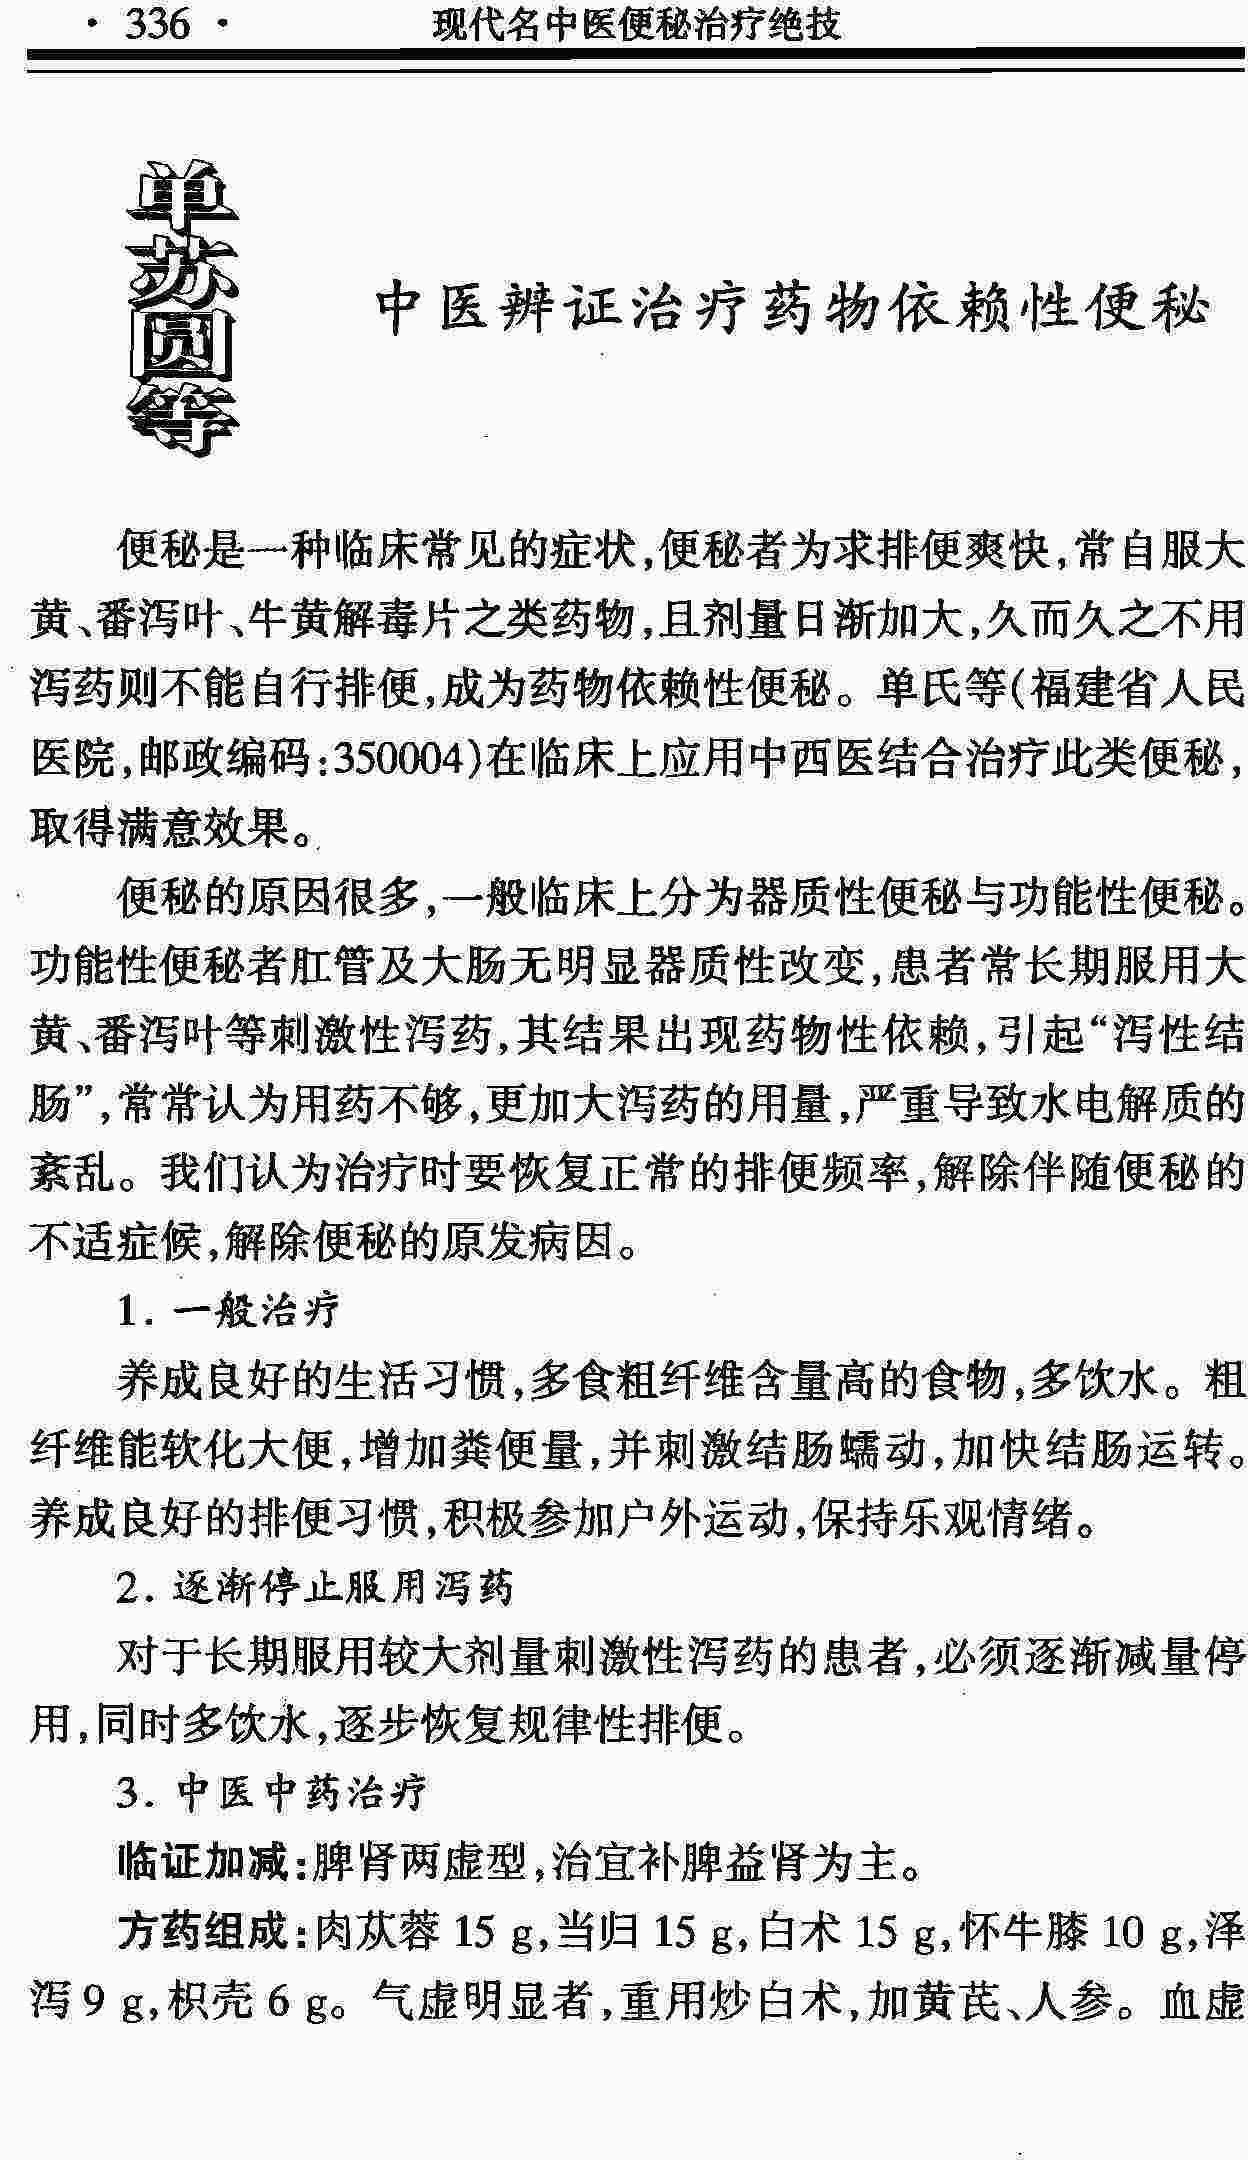 · 336 · 现代名中医便秘治疗绝技
单苏圆等
中医辨证治疗药物依赖性便秘
便秘是一种临床常见的症状,便秘者为求排便爽快,常自服大
黄、番泻叶、牛黄解毒片之类药物,且剂量日渐加大,久而久之不用
泻药则不能自行排便,成为药物依赖性便秘。单氏等(福建省人民
医院,邮政编码:350004)在临床上应用中西医结合治疗此类便秘,
取得满意效果。
便秘的原因很多,一般临床上分为器质性便秘与功能性便秘。
功能性便秘者肛管及大肠无明显器质性改变,患者常长期服用大
黄、番泻叶等刺激性泻药,其结果出现药物性依赖,引起“泻性结
肠”,常常认为用药不够,更加大泻药的用量,严重导致水电解质的
紊乱。我们认为治疗时要恢复正常的排便频率,解除伴随便秘的
不适症候,解除便秘的原发病因。
1. 一般治疗
养成良好的生活习惯,多食粗纤维含量高的食物,多饮水。粗
纤维能软化大便,增加粪便量,并刺激结肠蠕动,加快结肠运转。
养成良好的排便习惯,积极参加户外运动,保持乐观情绪。
2. 逐渐停止服用泻药
对于长期服用较大剂量刺激性泻药的患者,必须逐渐减量停
用,同时多饮水,逐步恢复规律性排便。
3. 中医中药治疗
临证加减:脾肾两虚型,治宜补脾益肾为主。
方药组成:肉苁蓉 15 g,当归 15 g,白术 15 g,怀牛膝 10 g,泽
泻 9 g,枳壳 6 g。气虚明显者,重用炒白术,加黄芪、人参。血虚